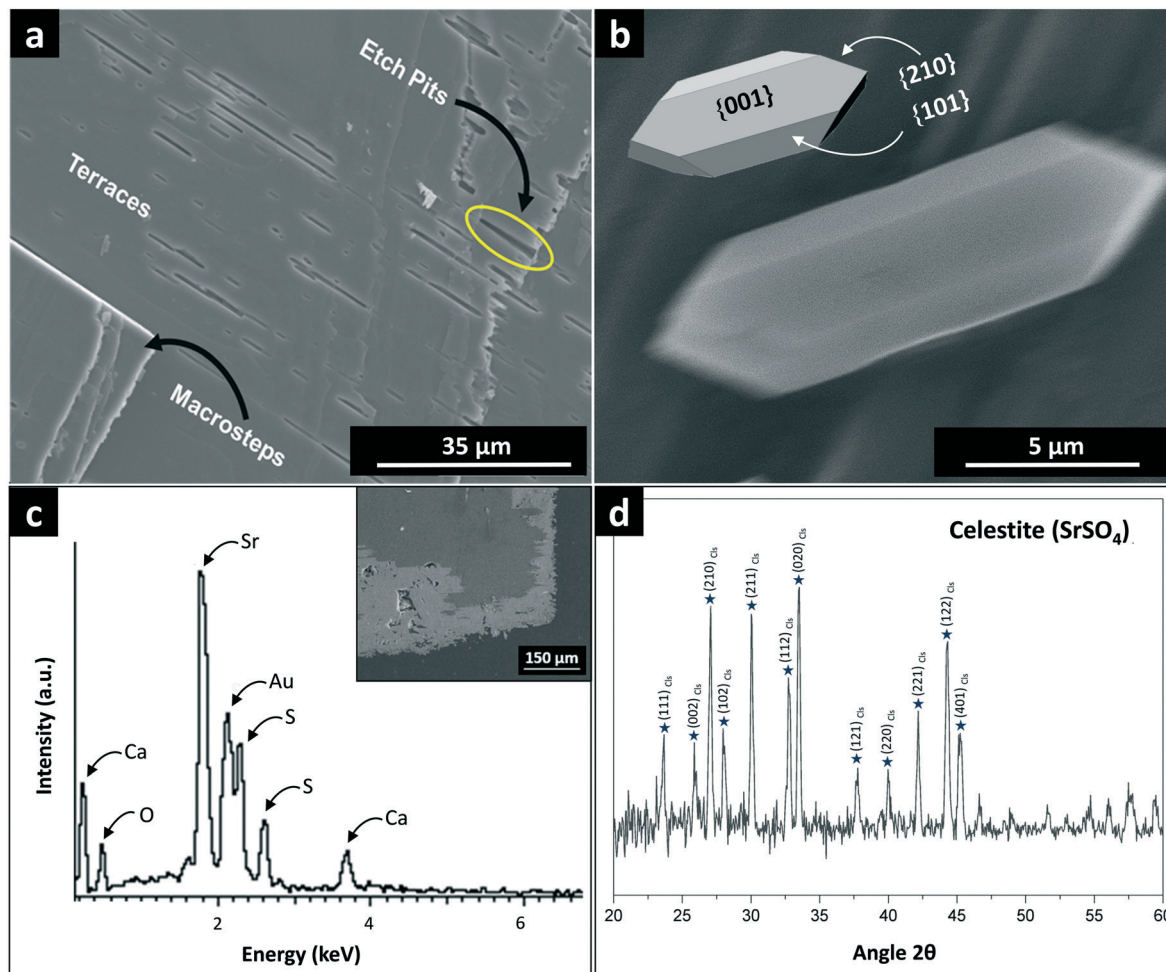 a
Etch Pits
Terraces
Macrosteps
35 µm
b
{001}
{210}
{101}
5 µm
c
Sr
Au
S
S
Ca
O
Ca
150 µm
Intensity (a.u.)
2
4
6
Energy (keV)
d
Celestite (SrSO₄)
★ (111) Cls
★ (002) Cls
★ (210) Cls
★ (102) Cls
★ (211) Cls
★ (112) Cls
★ (020) Cls
★ (121) Cls
★ (220) Cls
★ (221) Cls
★ (122) Cls
★ (401) Cls
20 25 30 35 40 45 50 55 60
Angle 2θ